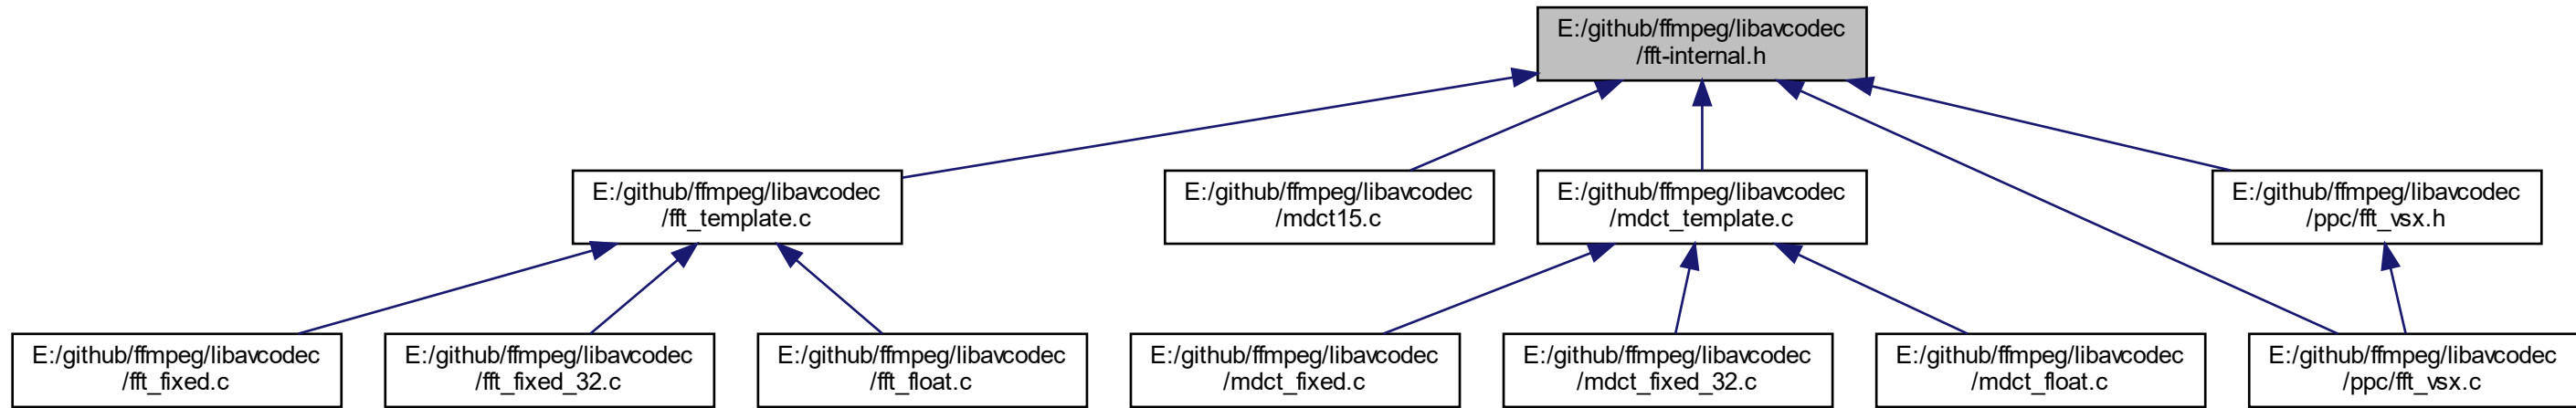 E:/github/ffmpeg/libavcodec
/fft-internal.h
E:/github/ffmpeg/libavcodec
/fft_template.c
E:/github/ffmpeg/libavcodec
/mdct15.c
E:/github/ffmpeg/libavcodec
/mdct_template.c
E:/github/ffmpeg/libavcodec
/ppc/fft_vsx.h
E:/github/ffmpeg/libavcodec
/fft_fixed.c
E:/github/ffmpeg/libavcodec
/fft_fixed_32.c
E:/github/ffmpeg/libavcodec
/fft_float.c
E:/github/ffmpeg/libavcodec
/mdct_fixed.c
E:/github/ffmpeg/libavcodec
/mdct_fixed_32.c
E:/github/ffmpeg/libavcodec
/mdct_float.c
E:/github/ffmpeg/libavcodec
/ppc/fft_vsx.c